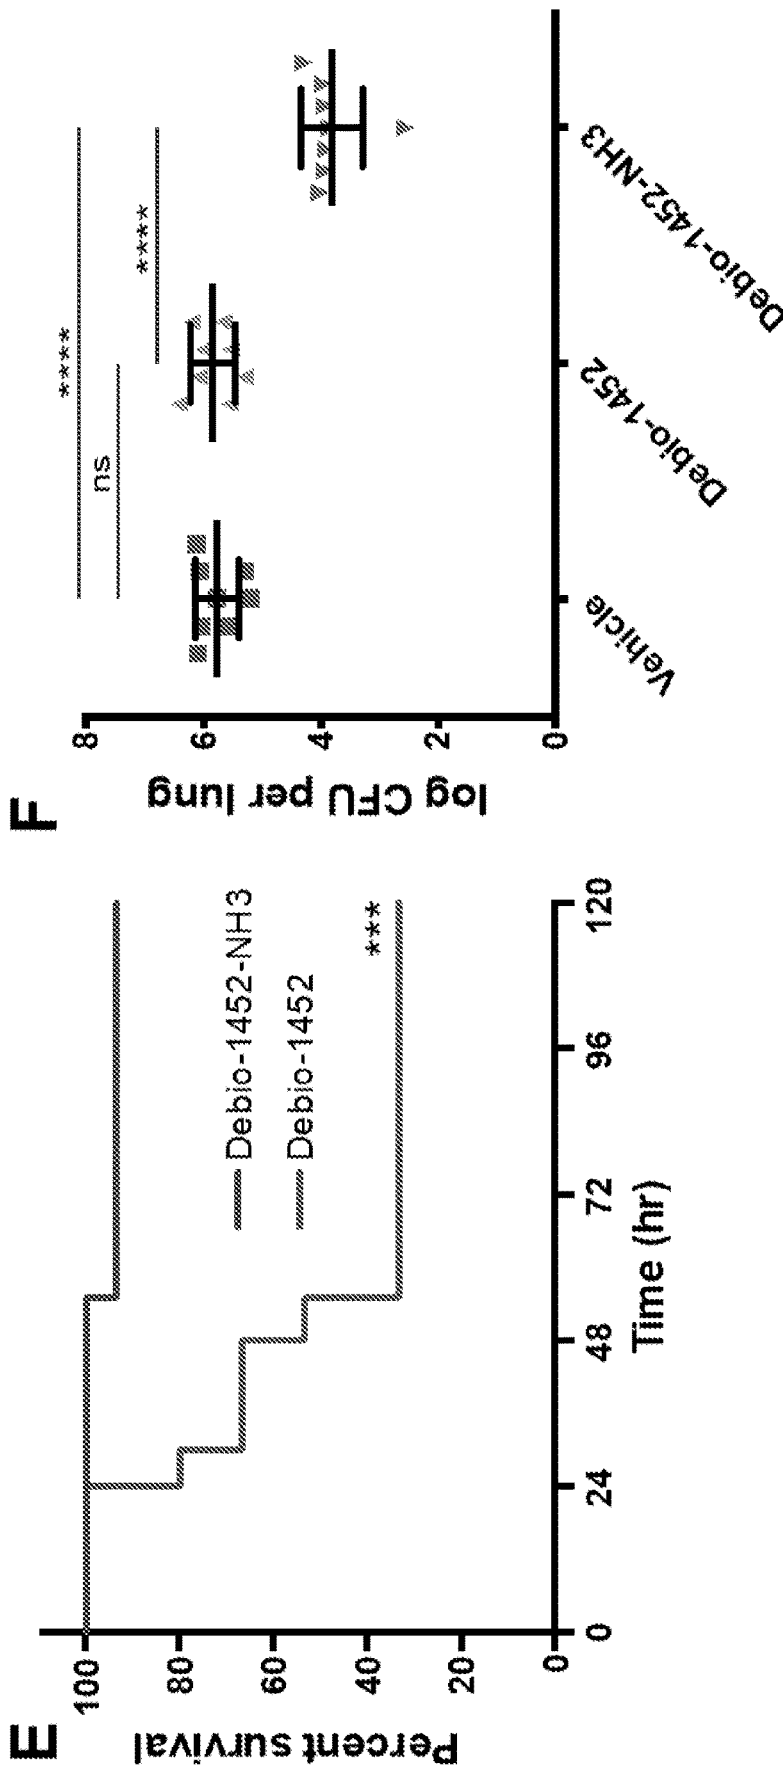 E
Percent survival
100
80
60
40
20
0
0 24 48 72 96 120
Time (hr)
Debio-1452-NH3
Debio-1452
***
F
log CFU per lung
8
6
4
2
0
****
ns
****
Vehicle
Debio-1452
Debio-1452-NH3